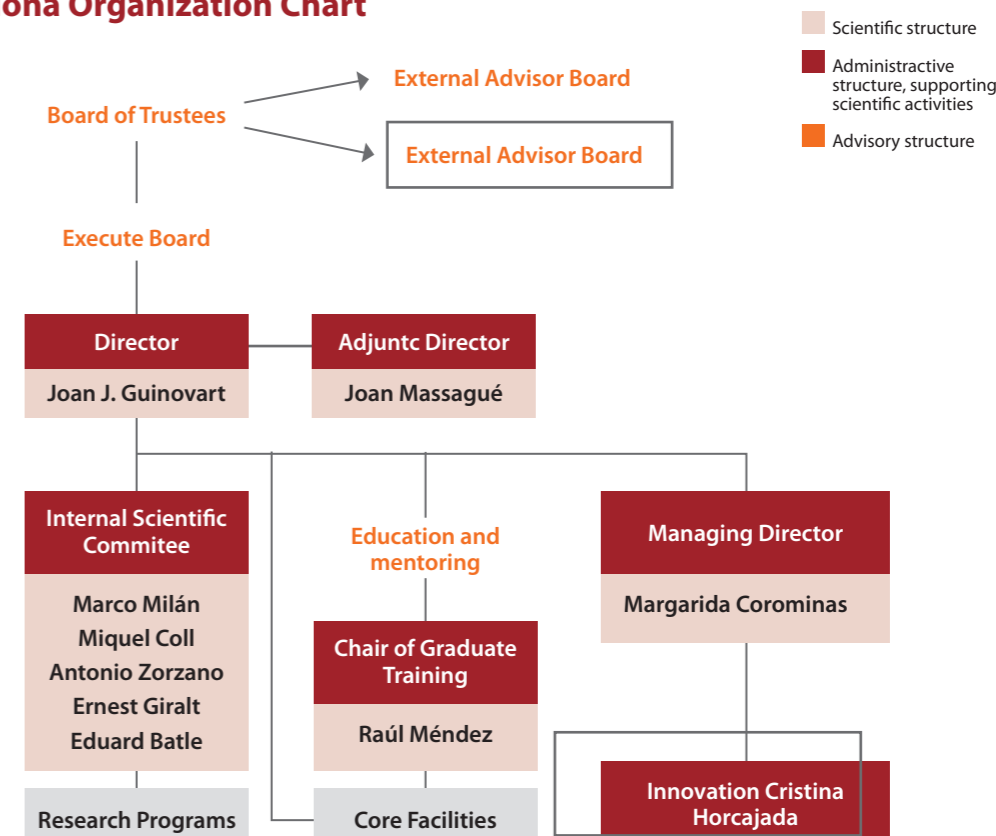 ona Organization Chart
Scientific structure
Administractive
structure, supporting
scientific activities
Advisory structure
External Advisor Board
Board of Trustees
External Advisor Board
Execute Board
Director
Adjuntc Director
Joan J. Guinovart
Joan Massagué
Internal Scientific
Commitee
Education and
mentoring
Managing Director
Marco Milán
Miquel Coll
Antonio Zorzano
Ernest Giralt
Eduard Batle
Margarida Corominas
Chair of Graduate
Training
Raúl Méndez
Innovation Cristina
Horcajada
Research Programs
Core Facilities